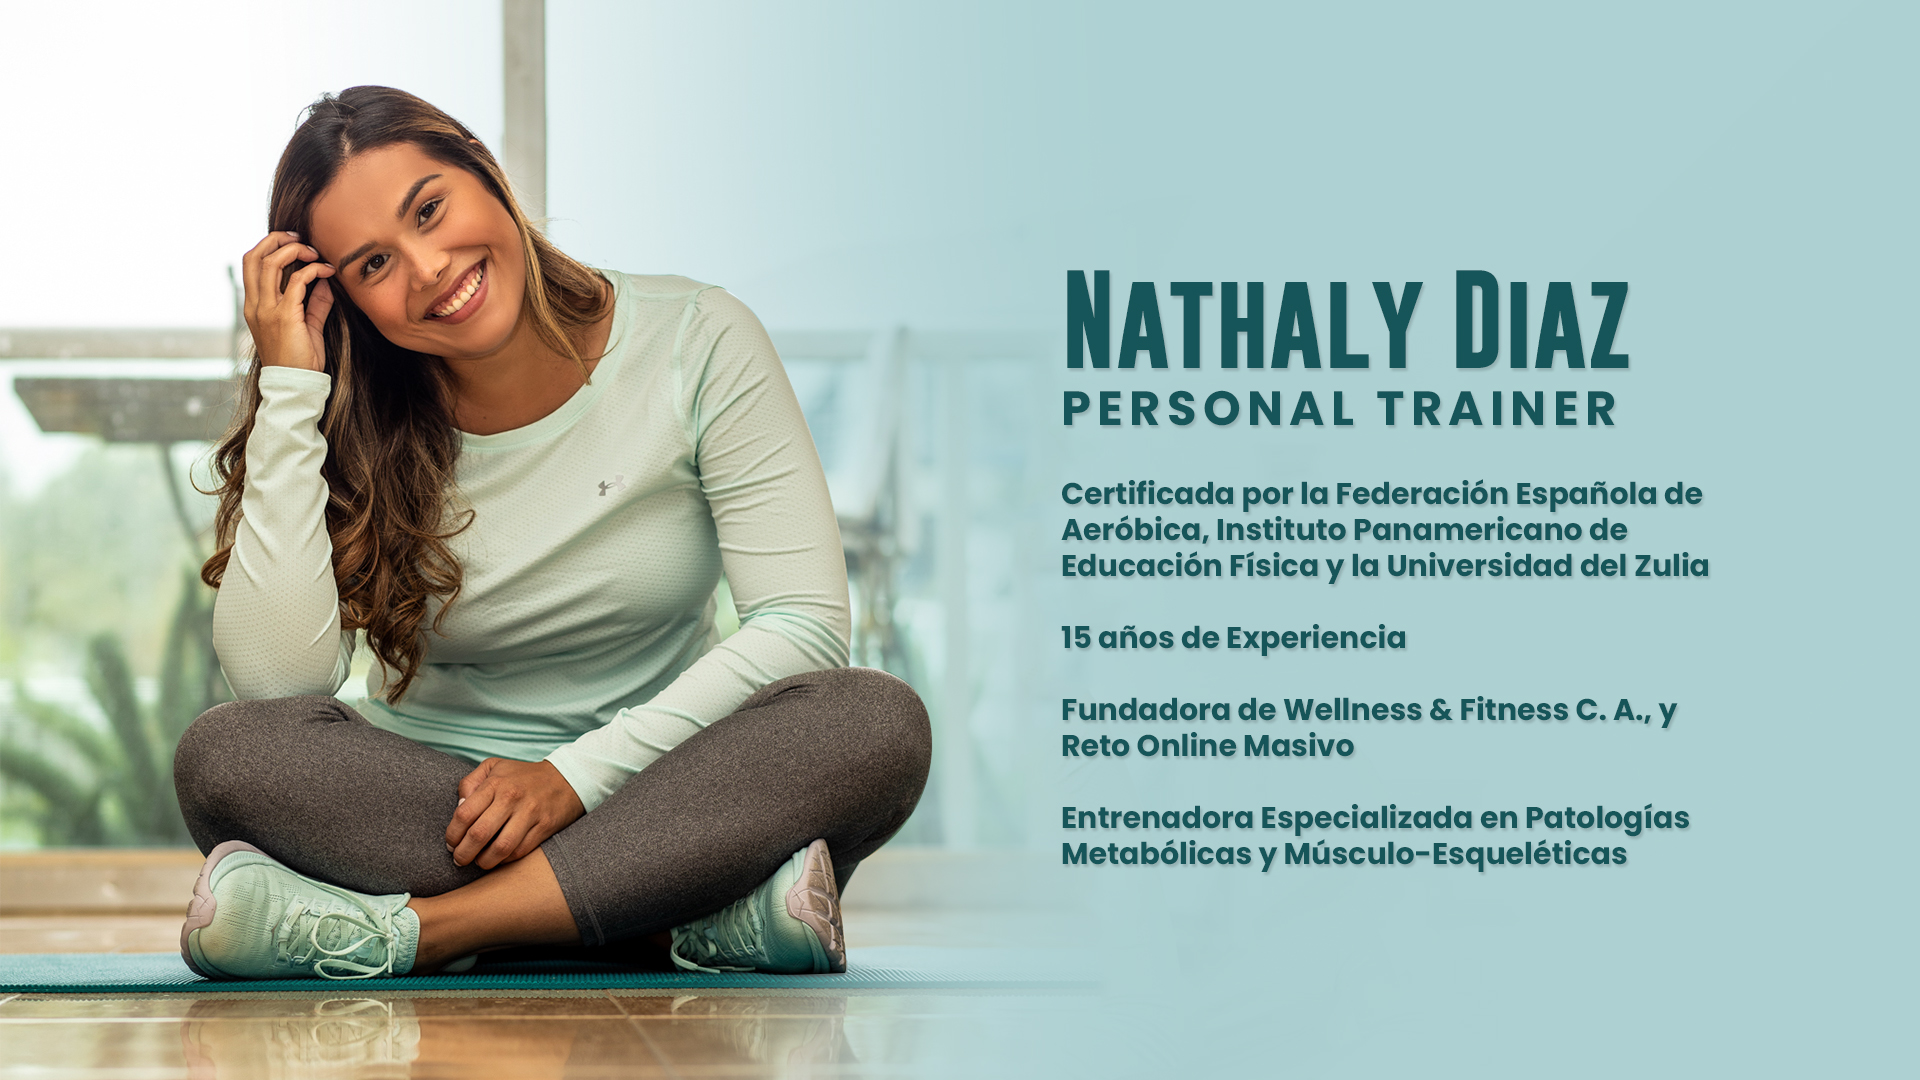 NATHALY DIAZ
PERSONAL TRAINER
Certificada por la Federación Española de
Aeróbica, Instituto Panamericano de
Educación Física y la Universidad del Zulia
15 años de Experiencia
Fundadora de Wellness & Fitness C. A., y
Reto Online Masivo
Entrenadora Especializada en Patologías
Metabólicas y Músculo-Esqueléticas